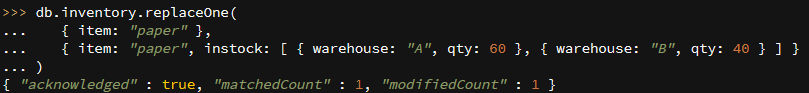 >>> db.inventory.replaceOne(
...    { item: "paper" },
...    { item: "paper", instock: [ { warehouse: "A", qty: 60 }, { warehouse: "B", qty: 40 } ] }
... )
{ "acknowledged" : true, "matchedCount" : 1, "modifiedCount" : 1 }